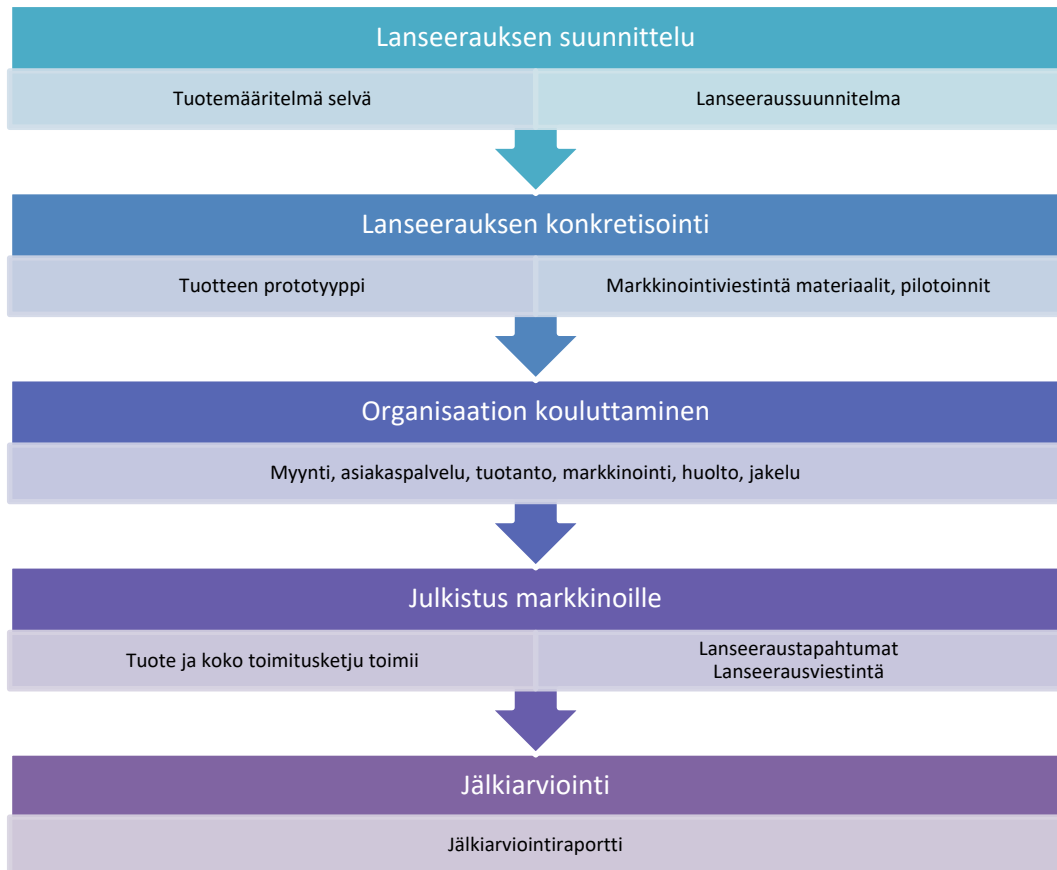 Lanseerauksen suunnittelu
Tuotemääritelmä selvä
Lanseeraussuunnitelma
Lanseerauksen konkretisointi
Tuotteen prototyyppi
Markkinointiviestintä materiaalit, pilotoinnit
Organisaation kouluttaminen
Myynti, asiakaspalvelu, tuotanto, markkinointi, huolto, jakelu
Julkistus markkinoille
Tuote ja koko toimitusketju toimii
Lanseeraustapahtumat
Lanseerausviestintä
Jälkiarviointi
Jälkiarviointiraportti